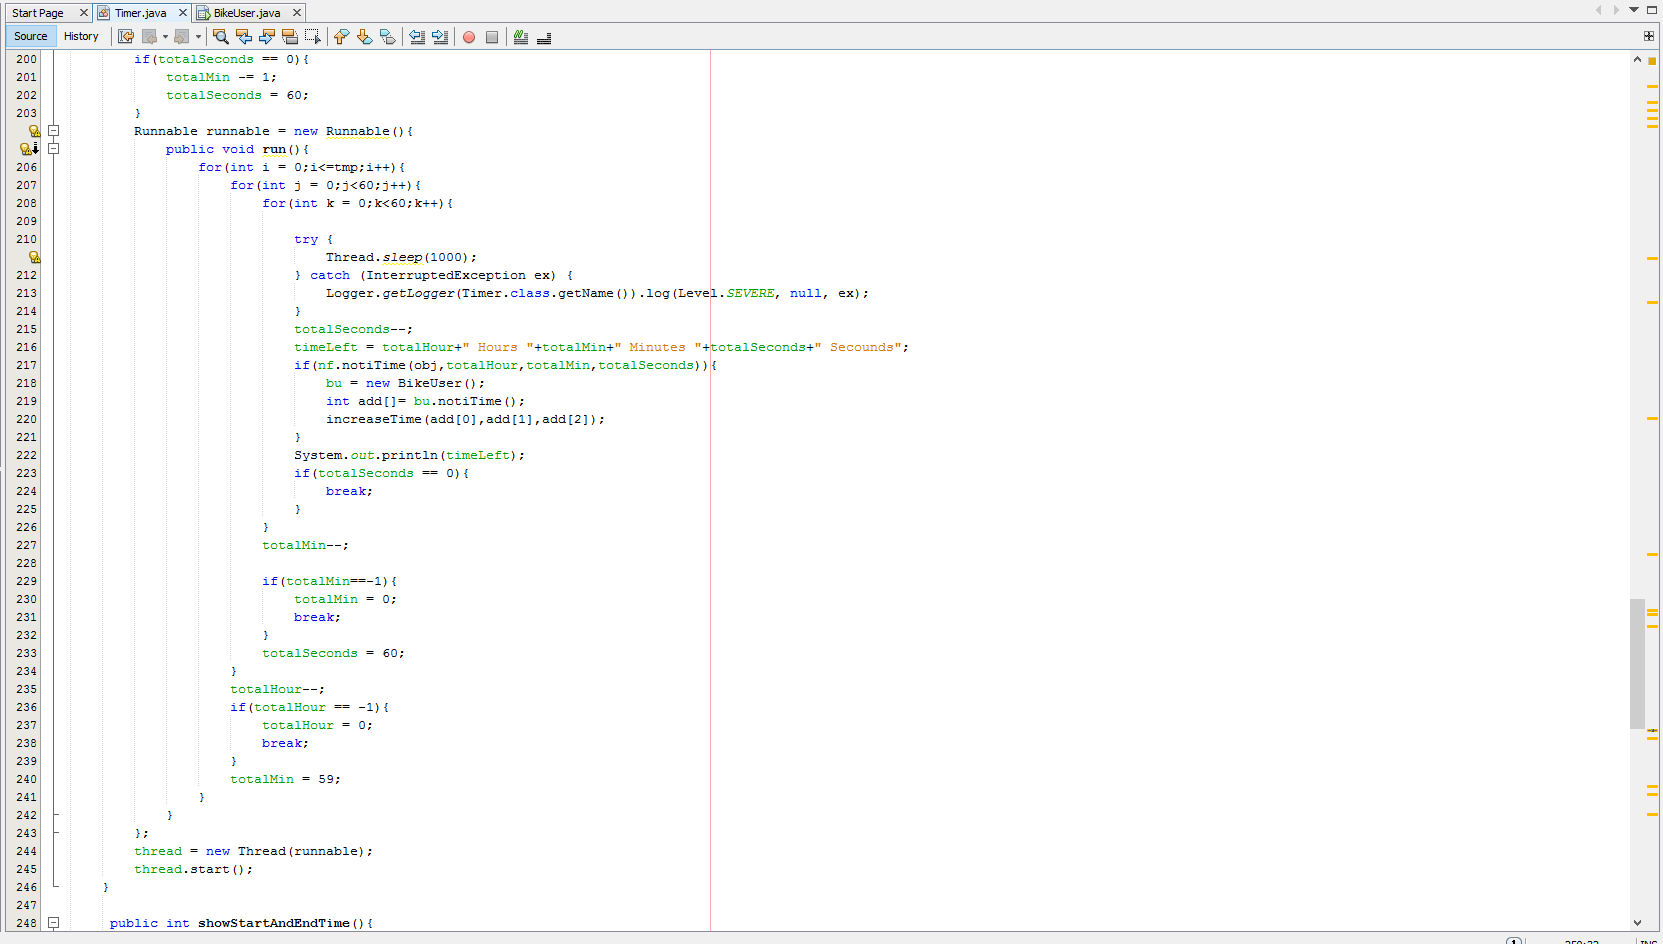 Start Page Timer.java BikeUser.java
Source History
200 if(totalSeconds == 0){
201 totalMin -= 1;
202 totalSeconds = 60;
203 }
Runnable runnable = new Runnable(){
public void run(){
206 for(int i = 0;i<=tmp;i++){
207 for(int j = 0;j<60;j++){
208 for(int k = 0;k<60;k++){
209
210 try {
Thread.sleep(1000);
212 } catch (InterruptedException ex) {
213 Logger.getLogger(Timer.class.getName()).log(Level.SEVERE, null, ex);
214 }
215 totalSeconds--;
216 timeLeft = totalHour+" Hours "+totalMin+" Minutes "+totalSeconds+" Secounds";
217 if(nf.notiTime(obj,totalHour,totalMin,totalSeconds)){
218 bu = new BikeUser();
219 int add[]= bu.notiTime();
220 increaseTime(add[0],add[1],add[2]);
221 }
222 System.out.println(timeLeft);
223 if(totalSeconds == 0){
224 break;
225 }
226 }
227 totalMin--;
228
229 if(totalMin==-1){
230 totalMin = 0;
231 break;
232 }
233 totalSeconds = 60;
234 }
235 totalHour--;
236 if(totalHour == -1){
237 totalHour = 0;
238 break;
239 }
240 totalMin = 59;
241 }
242 }
243 };
244 thread = new Thread(runnable);
245 thread.start();
246 }
247
248 public int showStartAndEndTime(){